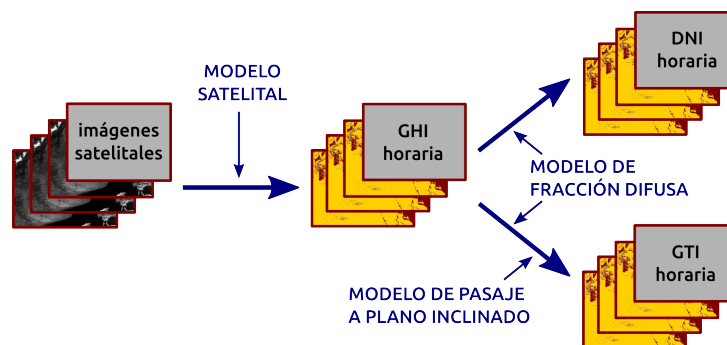 MODELO
SATELITAL
imágenes
satelitales
GHI
horaria
DNI
horaria
MODELO DE
FRACCIÓN DIFUSA
GTI
horaria
MODELO DE PASAJE
A PLANO INCLINADO